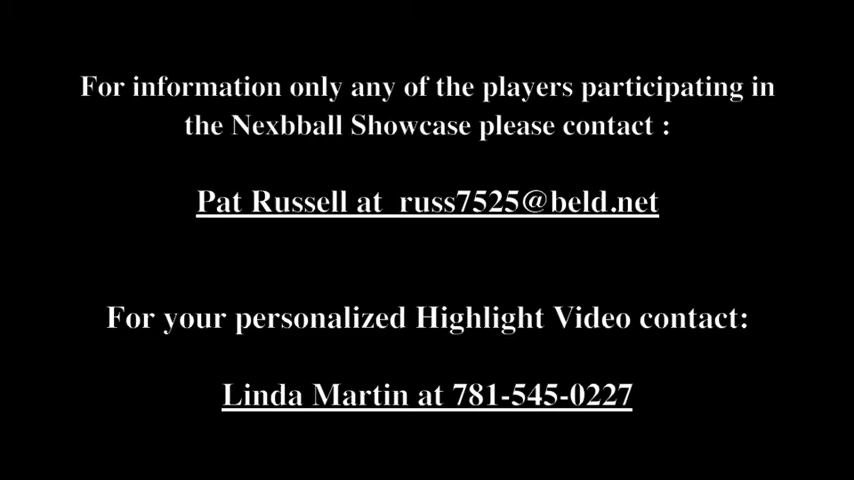 For information only any of the players participating in
the Nexbball Showcase please contact :
Pat Russell at  russ7525@beld.net
For your personalized Highlight Video contact:
Linda Martin at 781-545-0227